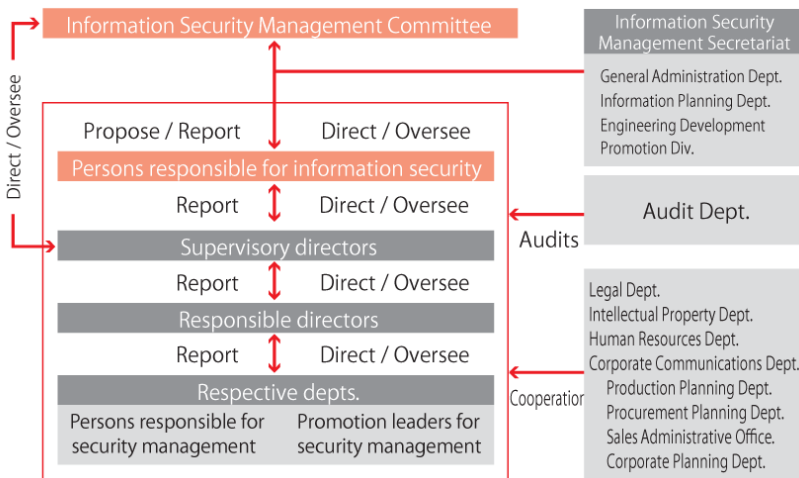 Information Security Management Committee
Direct / Oversee
Propose / Report
Direct / Oversee
Persons responsible for information security
Report
Direct / Oversee
Supervisory directors
Report
Direct / Oversee
Responsible directors
Report
Direct / Oversee
Respective depts.
Persons responsible for
security management
Promotion leaders for
security management
Information Security
Management Secretariat
General Administration Dept.
Information Planning Dept.
Engineering Development
Promotion Div.
Audit Dept.
Audits
Legal Dept.
Intellectual Property Dept.
Human Resources Dept.
Corporate Communications Dept.
Production Planning Dept.
Procurement Planning Dept.
Sales Administrative Office.
Corporate Planning Dept.
Cooperation